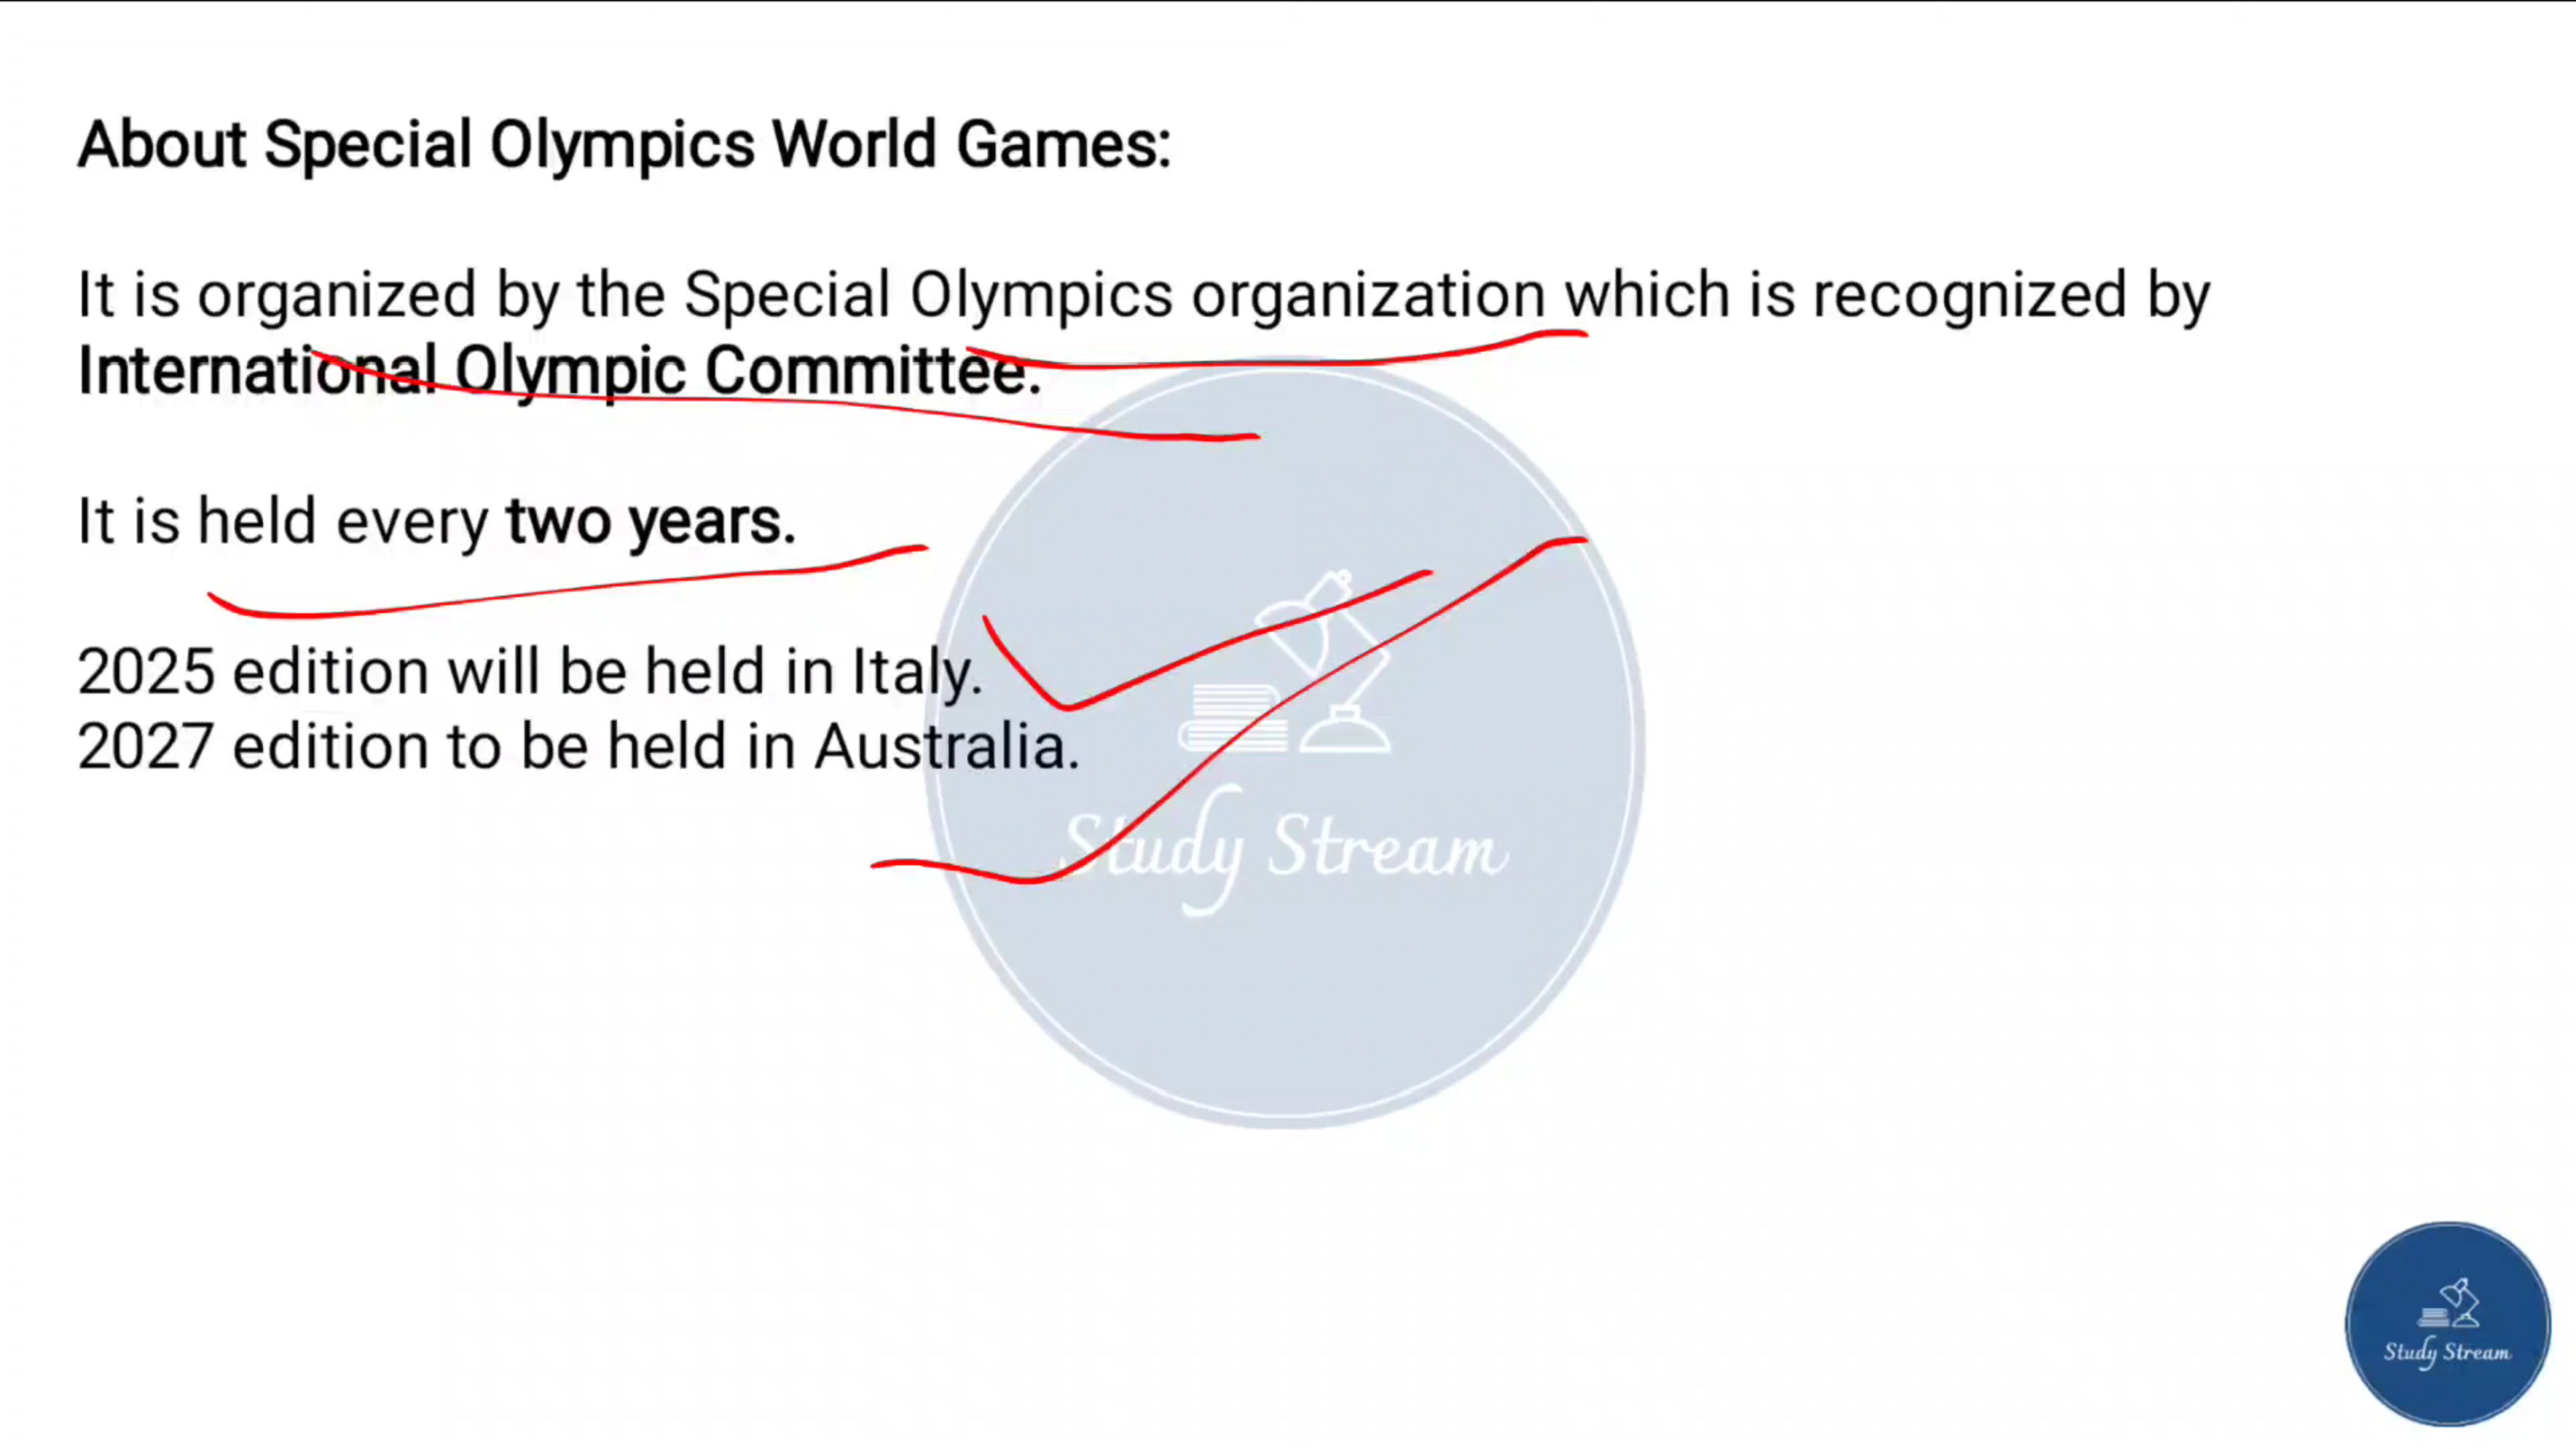 About Special Olympics World Games:
It is organized by the Special Olympics organization which is recognized by
International Olympic Committee.
It is held every two years.
2025 edition will be held in Italy.
2027 edition to be held in Australia.
Study Stream
Study Stream